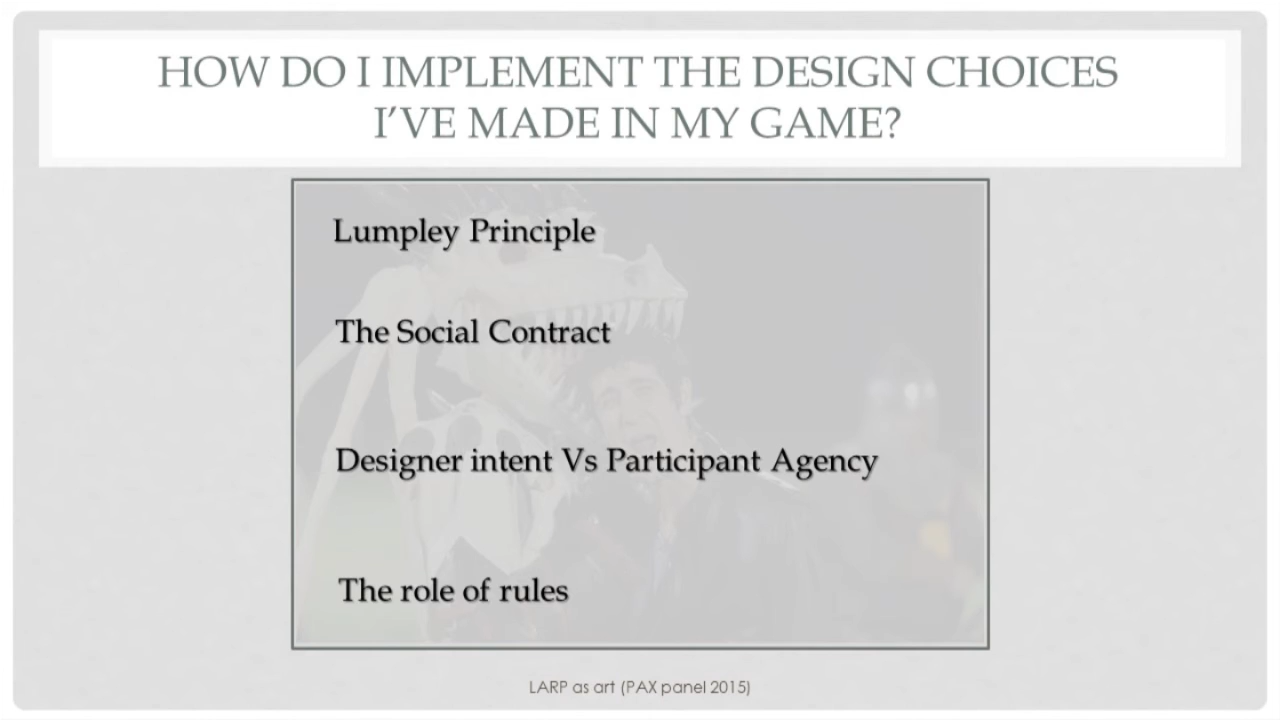 HOW DO I IMPLEMENT THE DESIGN CHOICES
I'VE MADE IN MY GAME?
Lumpley Principle
The Social Contract
Designer intent Vs Participant Agency
The role of rules
LARP as art (PAX panel 2015)